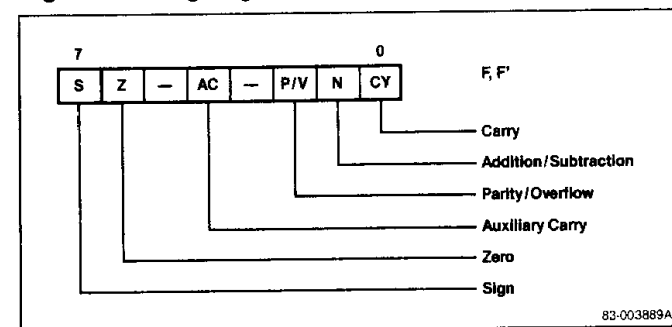 7 0
S Z — AC — P/V N CY
F, F'
Carry
Addition/Subtraction
Parity/Overflow
Auxiliary Carry
Zero
Sign
83-003889A